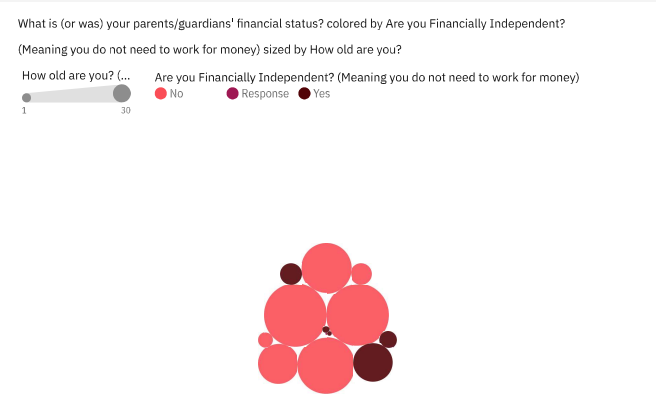 What is (or was) your parents/guardians' financial status? colored by Are you Financially Independent?
(Meaning you do not need to work for money) sized by How old are you?
How old are you? (...
Are you Financially Independent? (Meaning you do not need to work for money)
No Response Yes
1 30